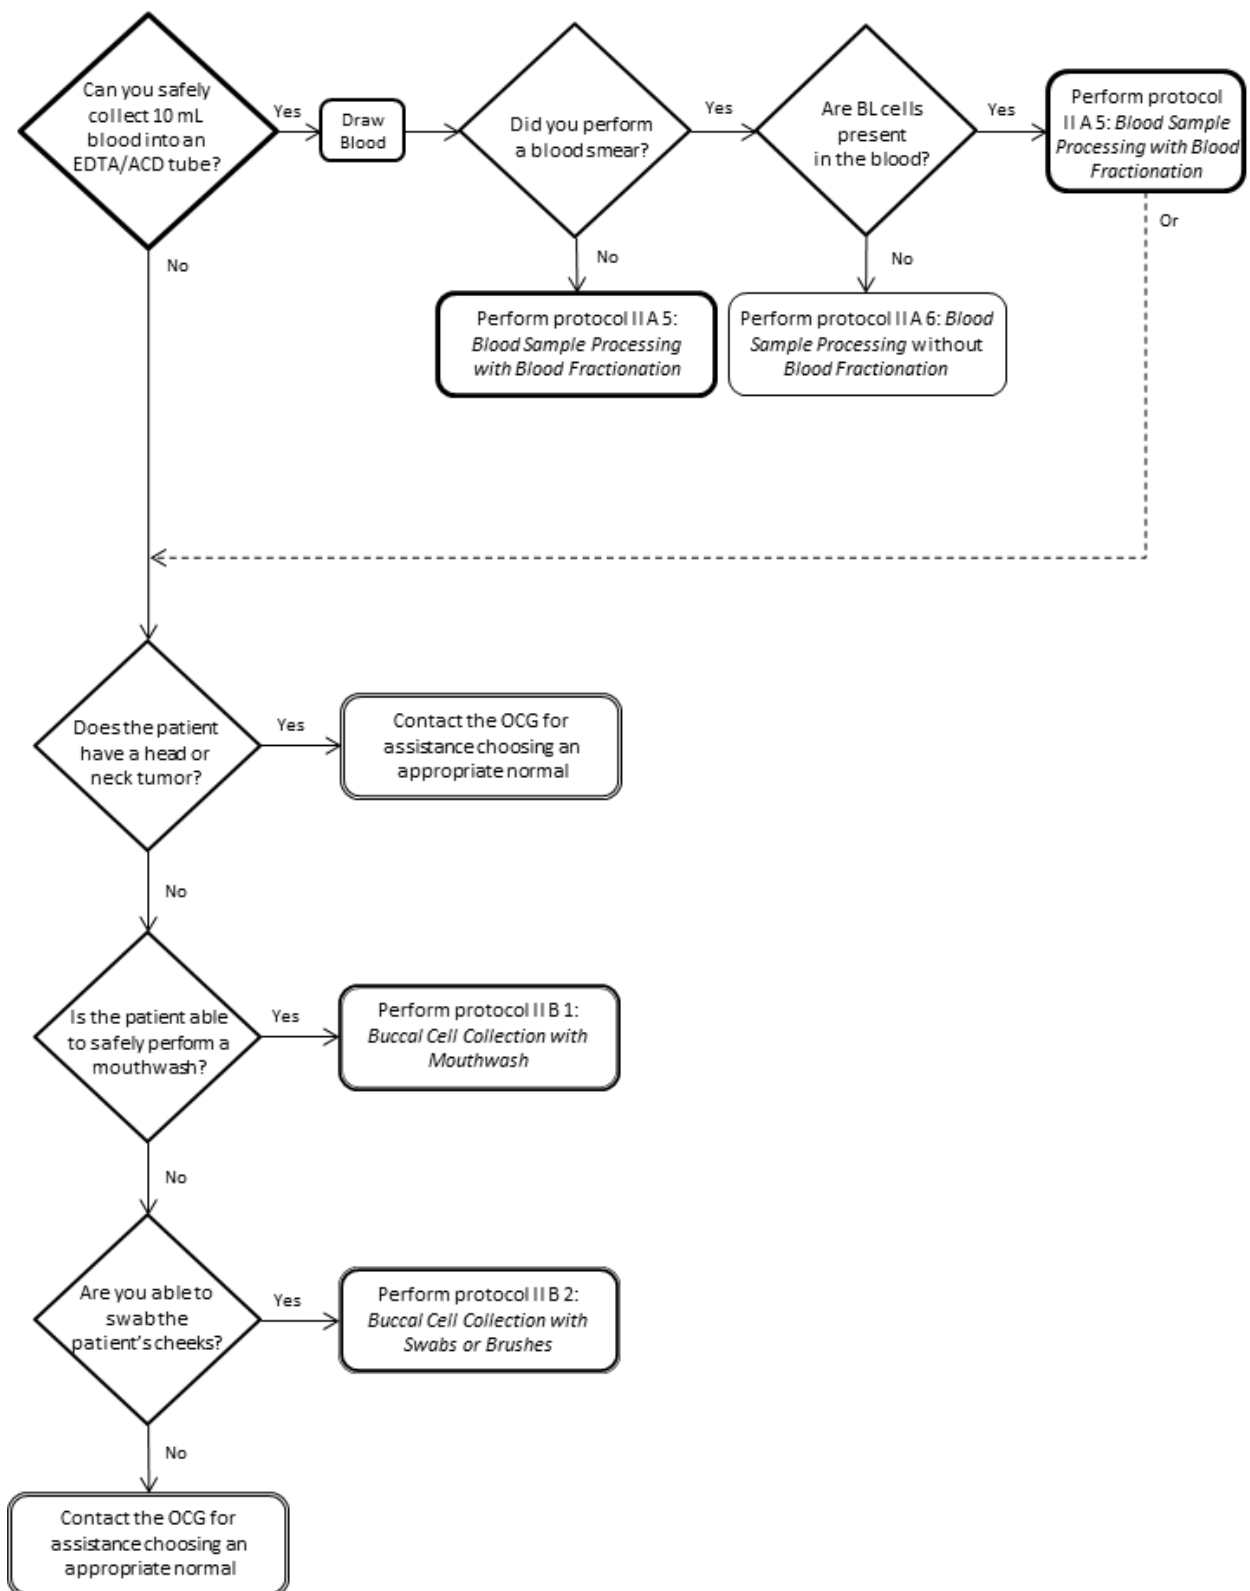 Can you safely
collect 10 mL
blood into an
EDTA/ACD tube?
Yes
Draw
Blood
Did you perform
a blood smear?
Yes
Are BL cells
present
in the blood?
Yes
Perform protocol
II A 5: Blood Sample
Processing with Blood
Fractionation
Or
No
No
Perform protocol II A 5:
Blood Sample Processing
with Blood Fractionation
No
Perform protocol II A 6: Blood
Sample Processing without
Blood Fractionation
Does the patient
have a head or
neck tumor?
Yes
Contact the OCG for
assistance choosing an
appropriate normal
No
Is the patient able
to safely perform a
mouthwash?
Yes
Perform protocol II B 1:
Buccal Cell Collection with
Mouthwash
No
Are you able to
swab the
patient's cheeks?
Yes
Perform protocol II B 2:
Buccal Cell Collection with
Swabs or Brushes
No
Contact the OCG for
assistance choosing an
appropriate normal